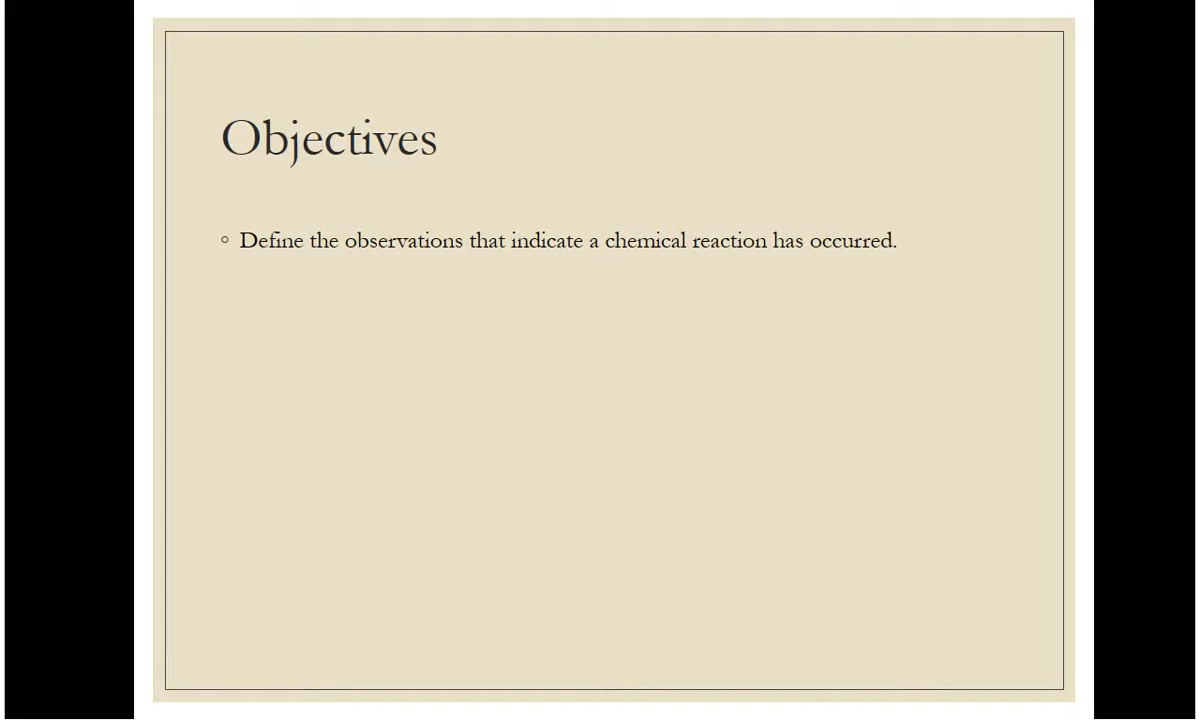 Objectives
◦ Define the observations that indicate a chemical reaction has occurred.